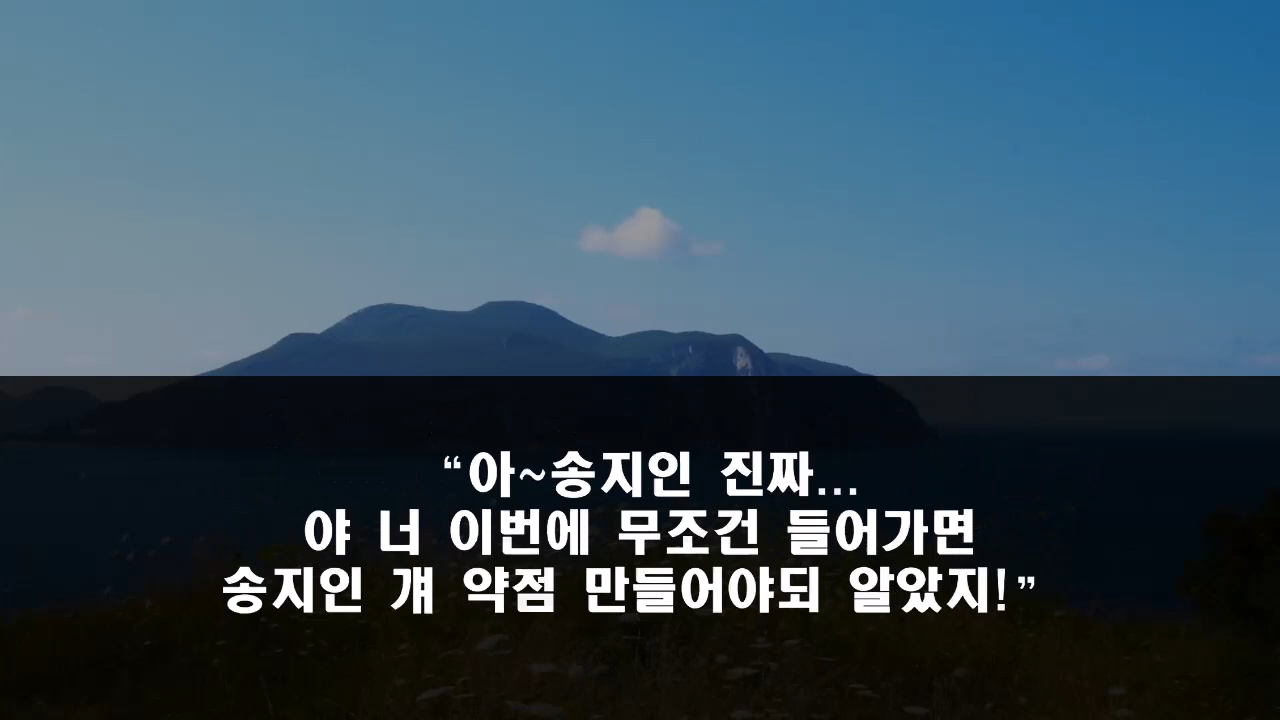 “아~송지인 진짜...
야 너 이번에 무조건 들어가면
송지인 걔 약점 만들어야되 알았지!”